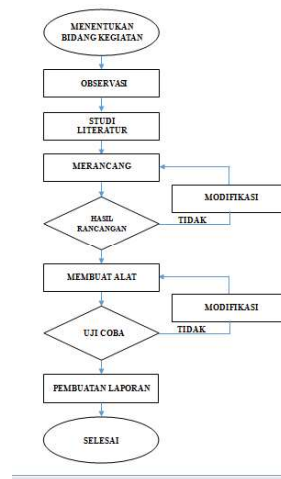 MENENTUKAN
BIDANG KEGIATAN
OBSERVASI
STUDI
LITERATUR
MERANCANG
MODIFIKASI
HASIL
RANCANGAN
TIDAK
MEMBUAT ALAT
MODIFIKASI
UJI COBA
TIDAK
PEMBUATAN LAPORAN
SELESAI